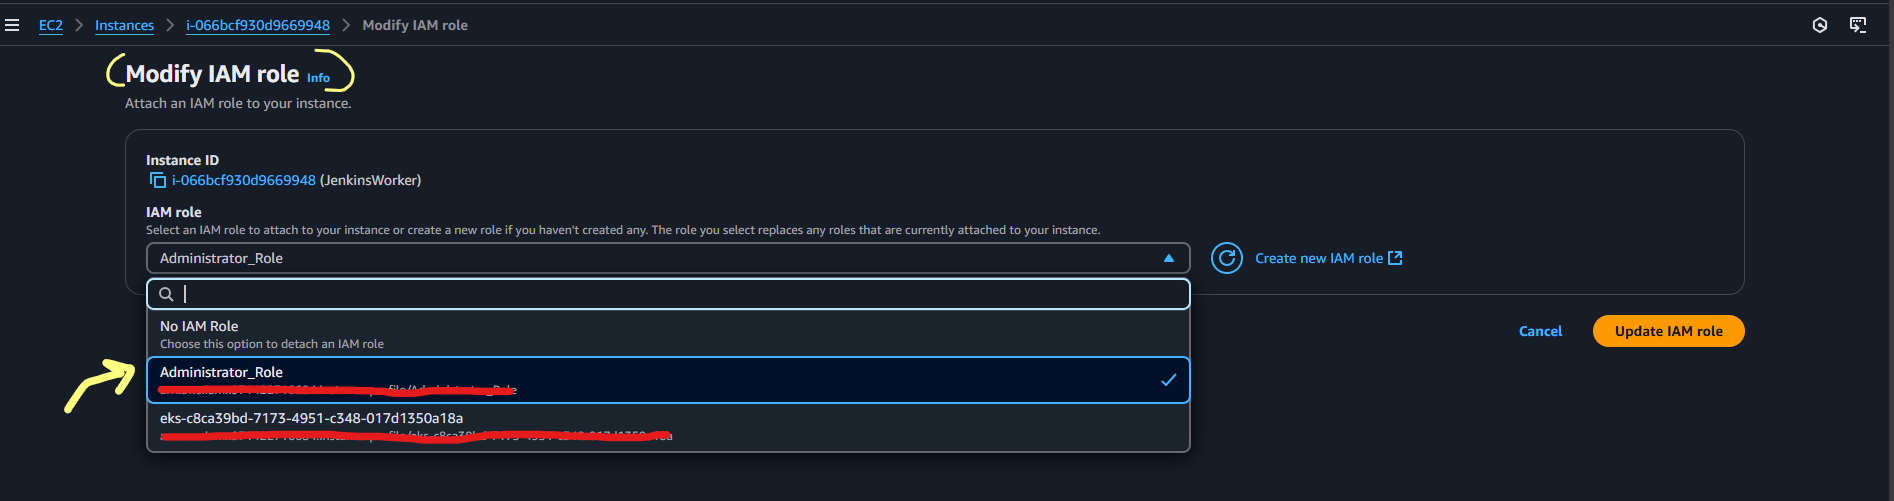 EC2 > Instances > i-066bcf930d9669948 > Modify IAM role
Modify IAM role Info
Attach an IAM role to your instance.
Instance ID
i-066bcf930d9669948 (JenkinsWorker)
IAM role
Select an IAM role to attach to your instance or create a new role if you haven't created any. The role you select replaces any roles that are currently attached to your instance.
Administrator_Role
Create new IAM role
No IAM Role
Choose this option to detach an IAM role
Cancel
Update IAM role
Administrator_Role
eks-c8ca39bd-7173-4951-c348-017d1350a18a